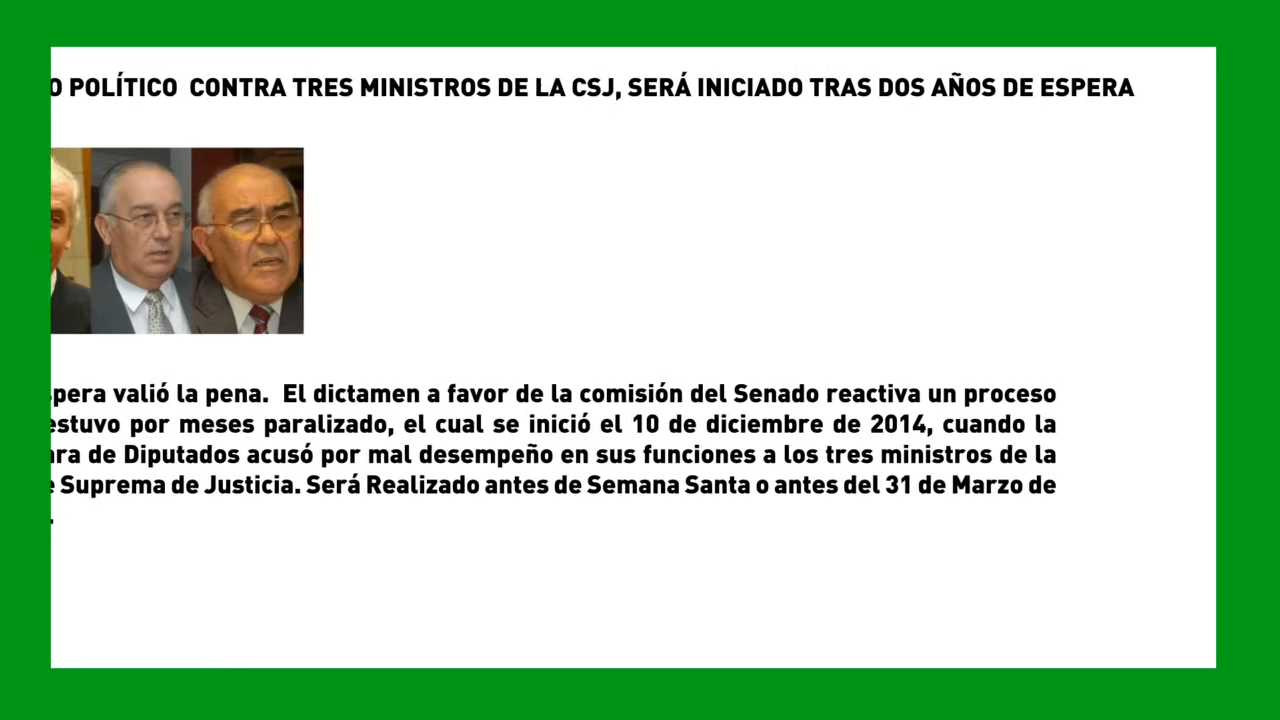 O POLÍTICO CONTRA TRES MINISTROS DE LA CSJ, SERÁ INICIADO TRAS DOS AÑOS DE ESPERA
spera valió la pena. El dictamen a favor de la comisión del Senado reactiva un proceso
estuvo por meses paralizado, el cual se inició el 10 de diciembre de 2014, cuando la
ara de Diputados acusó por mal desempeño en sus funciones a los tres ministros de la
e Suprema de Justicia. Será Realizado antes de Semana Santa o antes del 31 de Marzo de
.